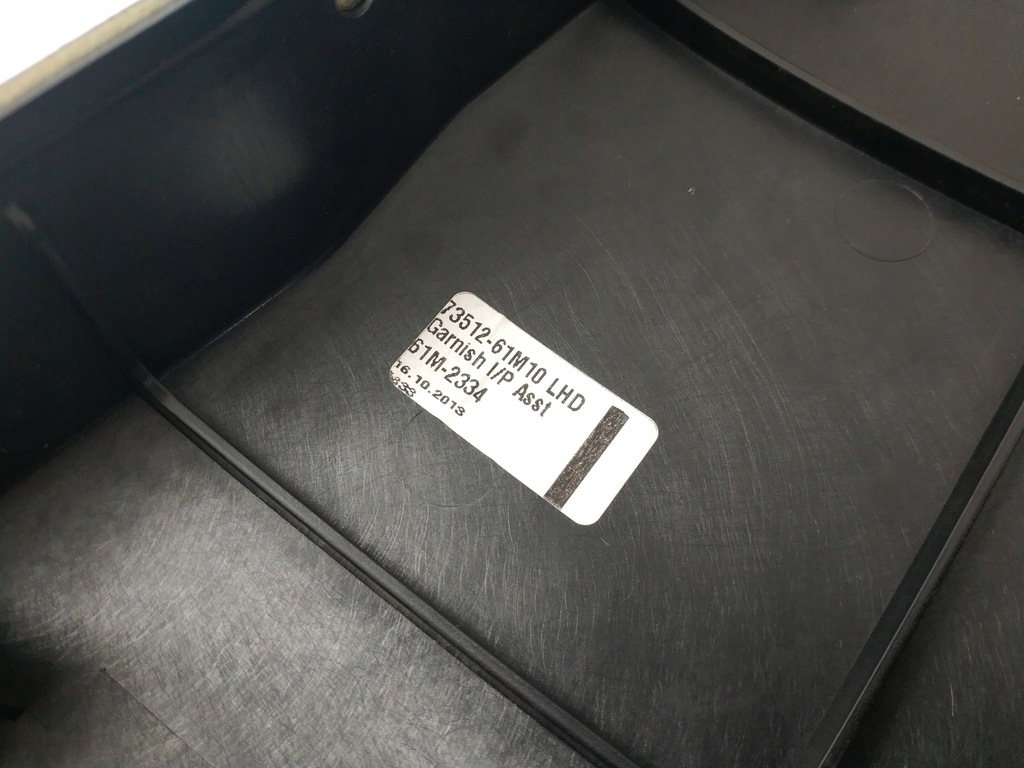 73512-61M10 LHD
Garnish I/P Asst
61M-2334
16.10.2013